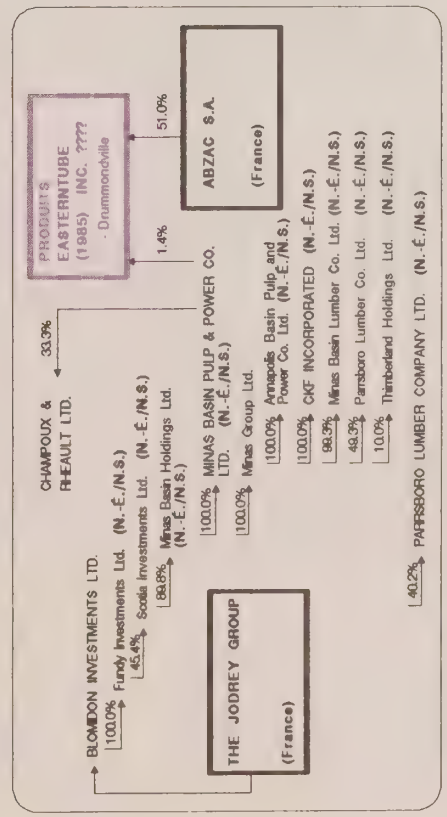 CHAMPOUX &
RHEAULT LTD.
33.3%
PRODUITS
EASTERNTUBE
(1985) INC. ????
- Drummondville
BLOMIDON INVESTMENTS LTD.
100.0% Fundy Investments Ltd. (N.-É./N.S.)
45.4% Scotia Investments Ltd. (N.-É./N.S.)
89.8% Minas Basin Holdings Ltd.
(N.-É./N.S.)
1.4%
51.0%
100.0% MINAS BASIN PULP & POWER CO.
LTD. (N.-É./N.S.)
100.0% Minas Group Ltd.
THE JODREY GROUP
(France)
ABZAC S.A.
(France)
100.0% Annapolis Basin Pulp and
Power Co. Ltd. (N.-É./N.S.)
100.0% CKF INCORPORATED (N.-É./N.S.)
99.3% Minas Basin Lumber Co. Ltd. (N.-É./N.S.)
49.3% Parrsboro Lumber Co. Ltd. (N.-É./N.S.)
10.0% Thimberland Holdings Ltd. (N.-É./N.S.)
40.2% PARRSBORO LUMBER COMPANY LTD. (N.-É./N.S.)